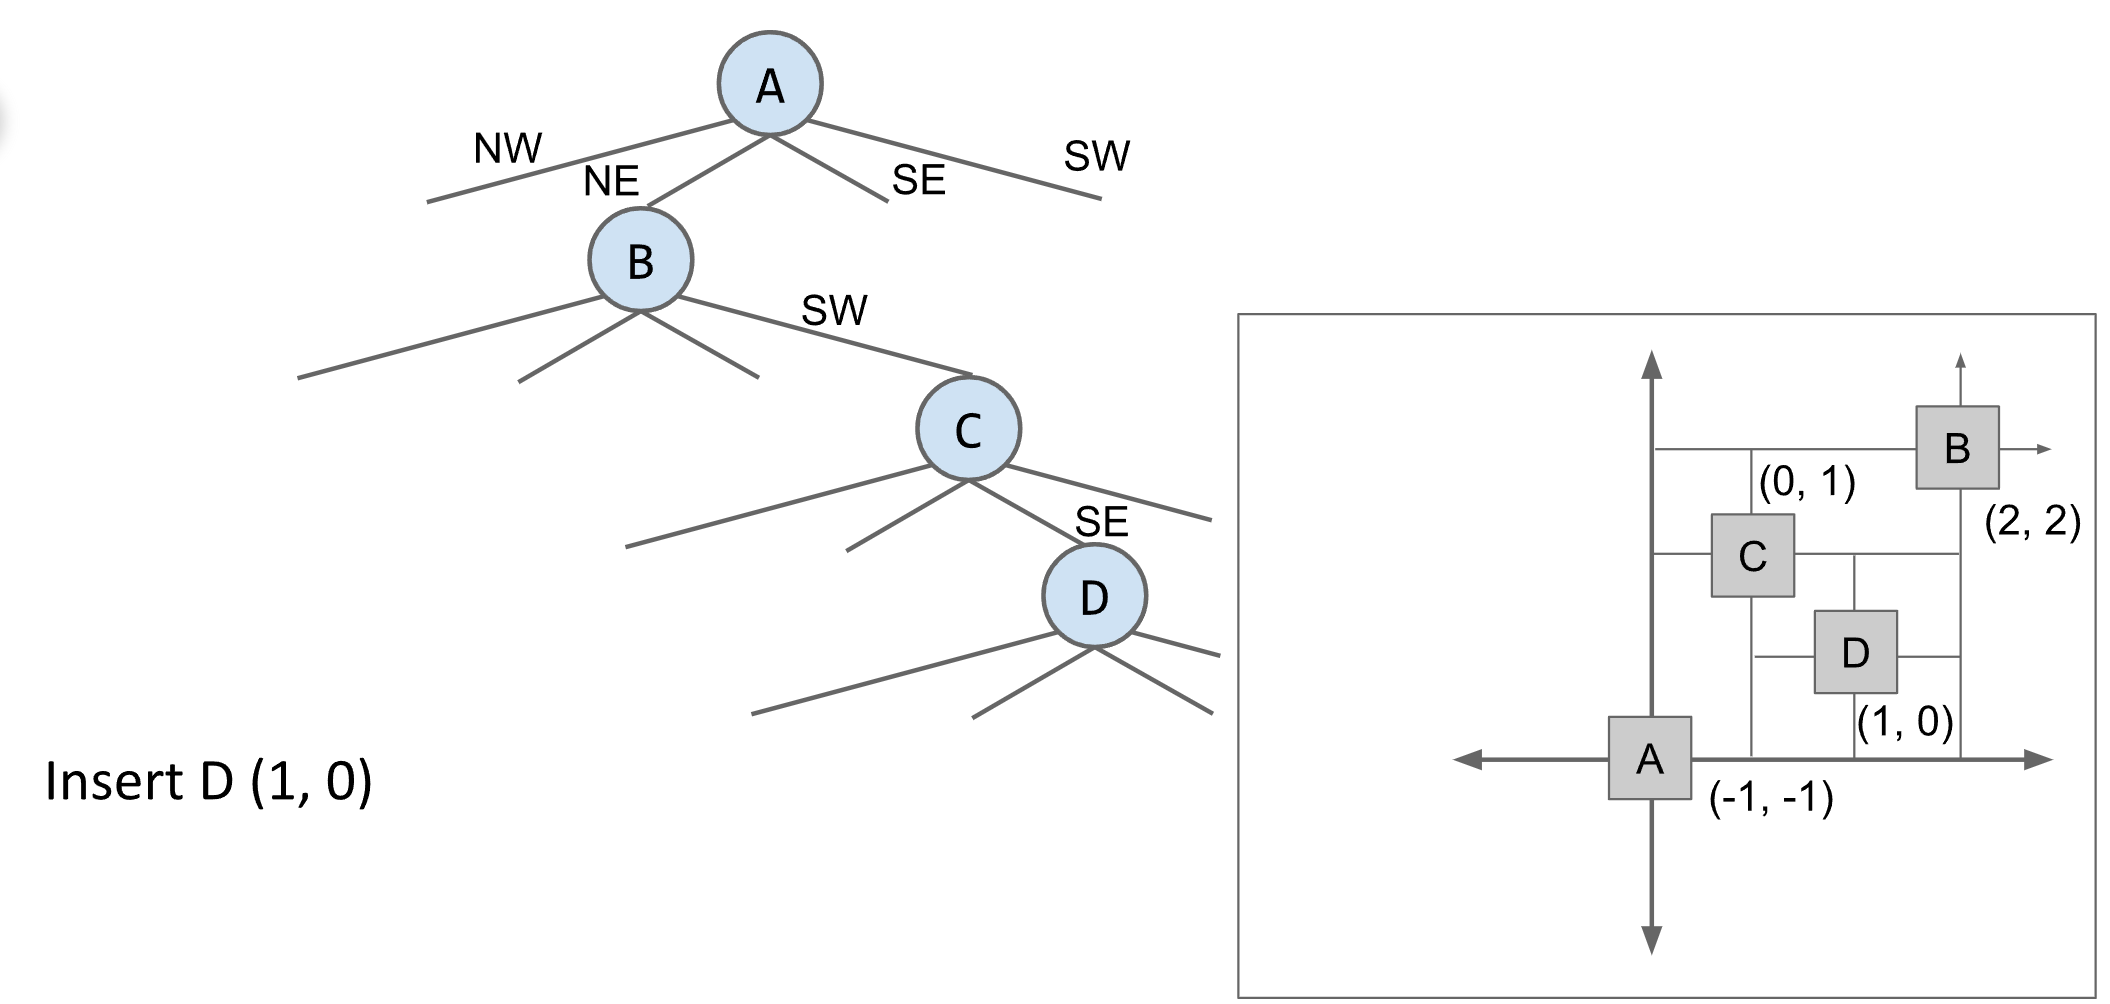 A
NW
NE
SE
SW
B
SW
C
SE
D
Insert D (1, 0)
B
(0, 1)
(2, 2)
C
D
(1, 0)
A
(-1, -1)